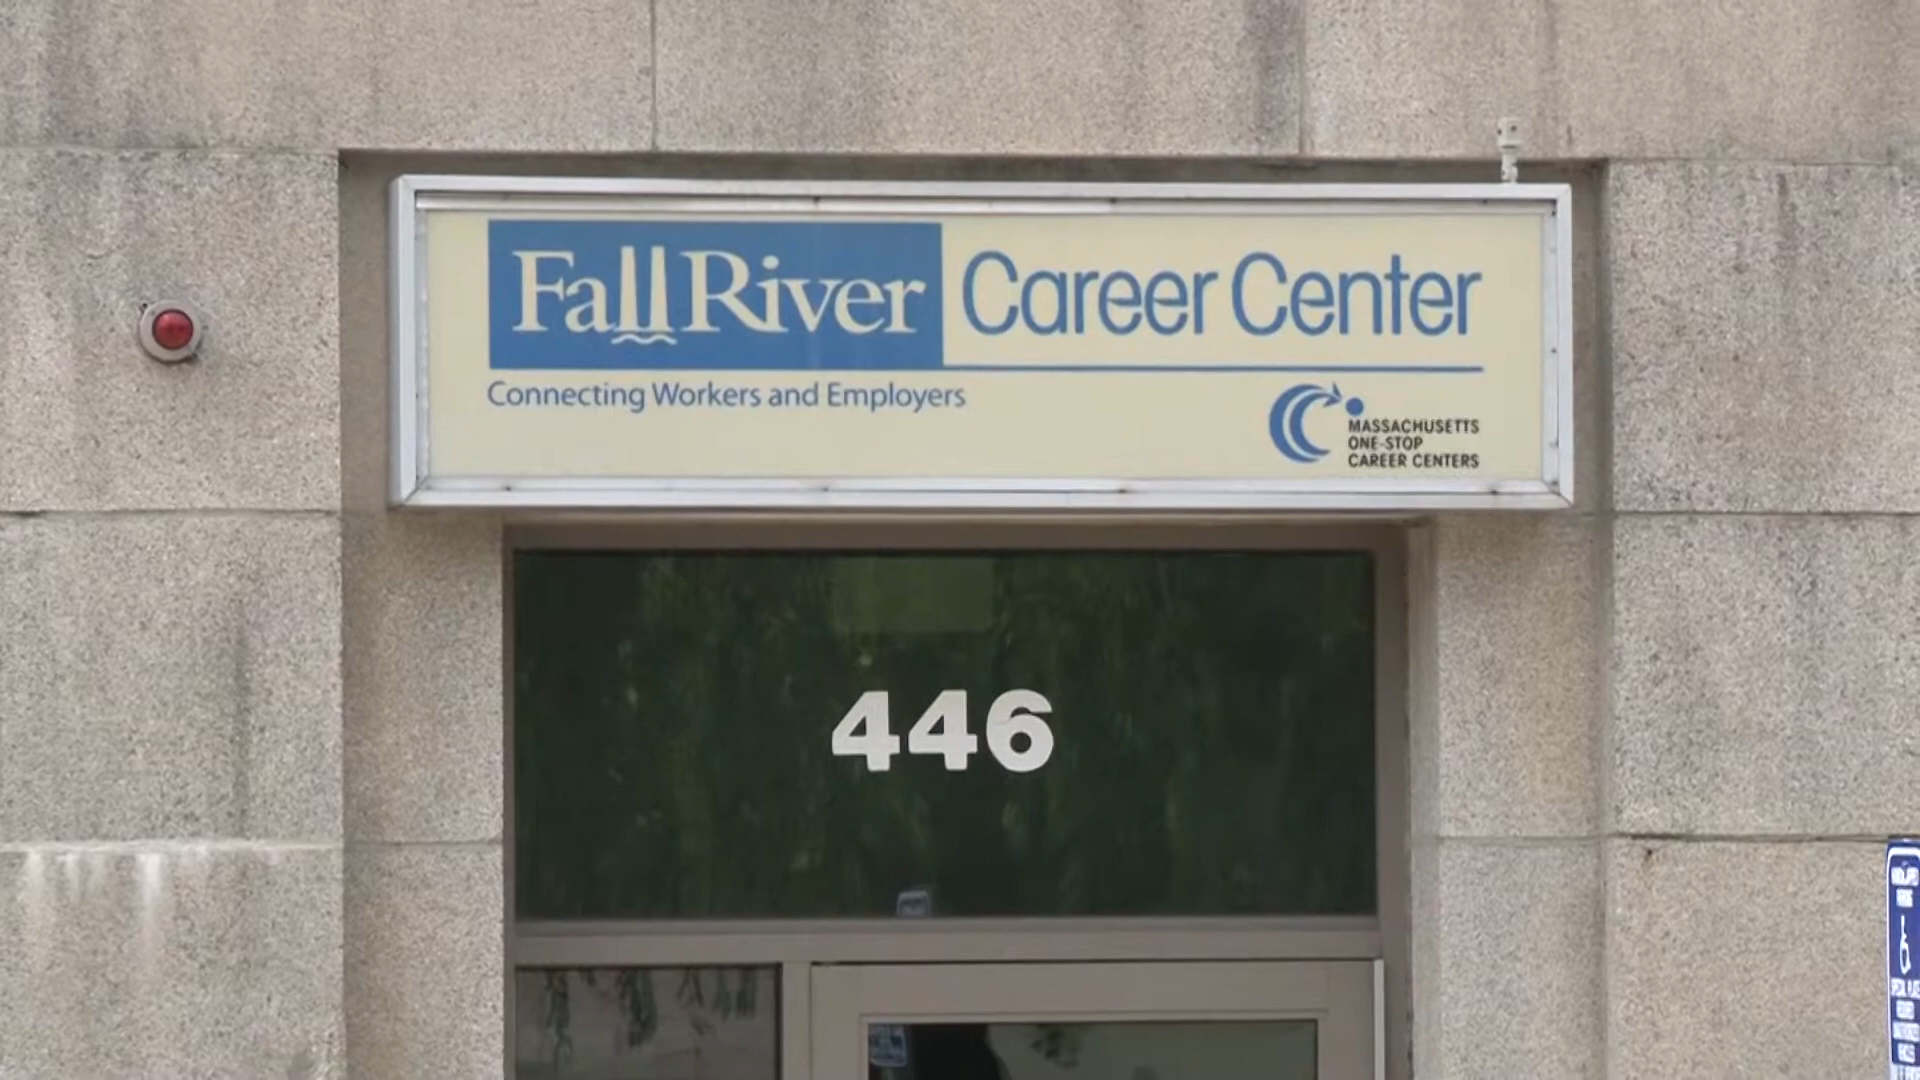 Fall River Career Center
Connecting Workers and Employers
MASSACHUSETTS
ONE-STOP
CAREER CENTERS
446